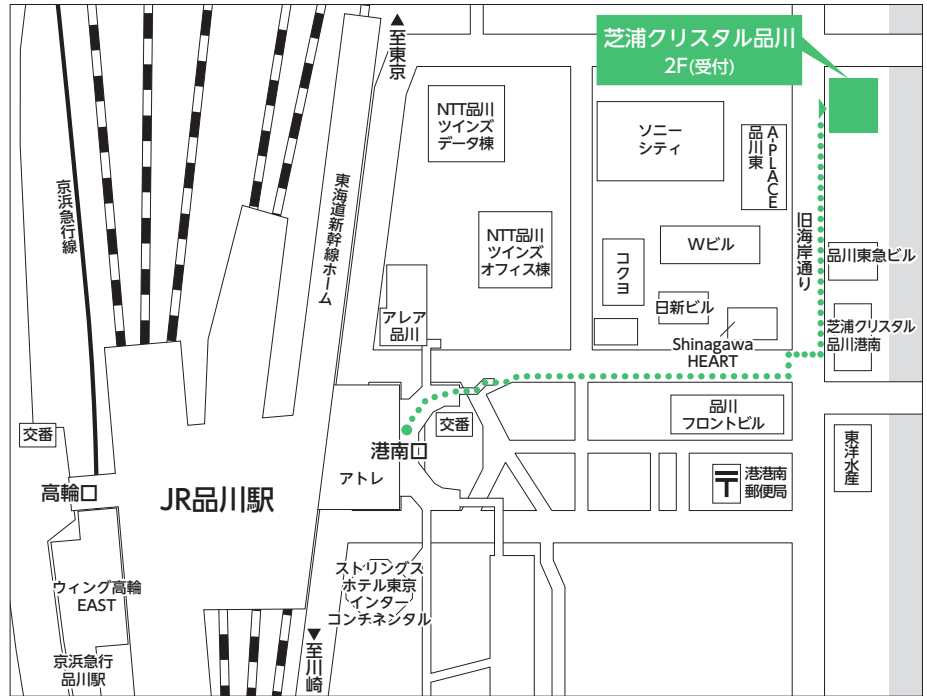 ▲至東京
芝浦クリスタル品川
2F(受付)
NTT品川
ツインズ
データ棟
ソニー
シティ
A-PLACE
品川東
京浜急行線
東海道新幹線ホーム
NTT品川
ツインズ
オフィス棟
コクヨ
Wビル
旧海岸通り
品川東急ビル
日新ビル
アレア
品川
Shinagawa
HEART
芝浦クリスタル
品川港南
品川
フロントビル
交番
交番
港南口
アトレ
東洋水産
高輪口
JR品川駅
〒
港港南
郵便局
ストリングス
ホテル東京
インター
コンチネンタル
ウィング高輪
EAST
▼至川崎
京浜急行
品川駅